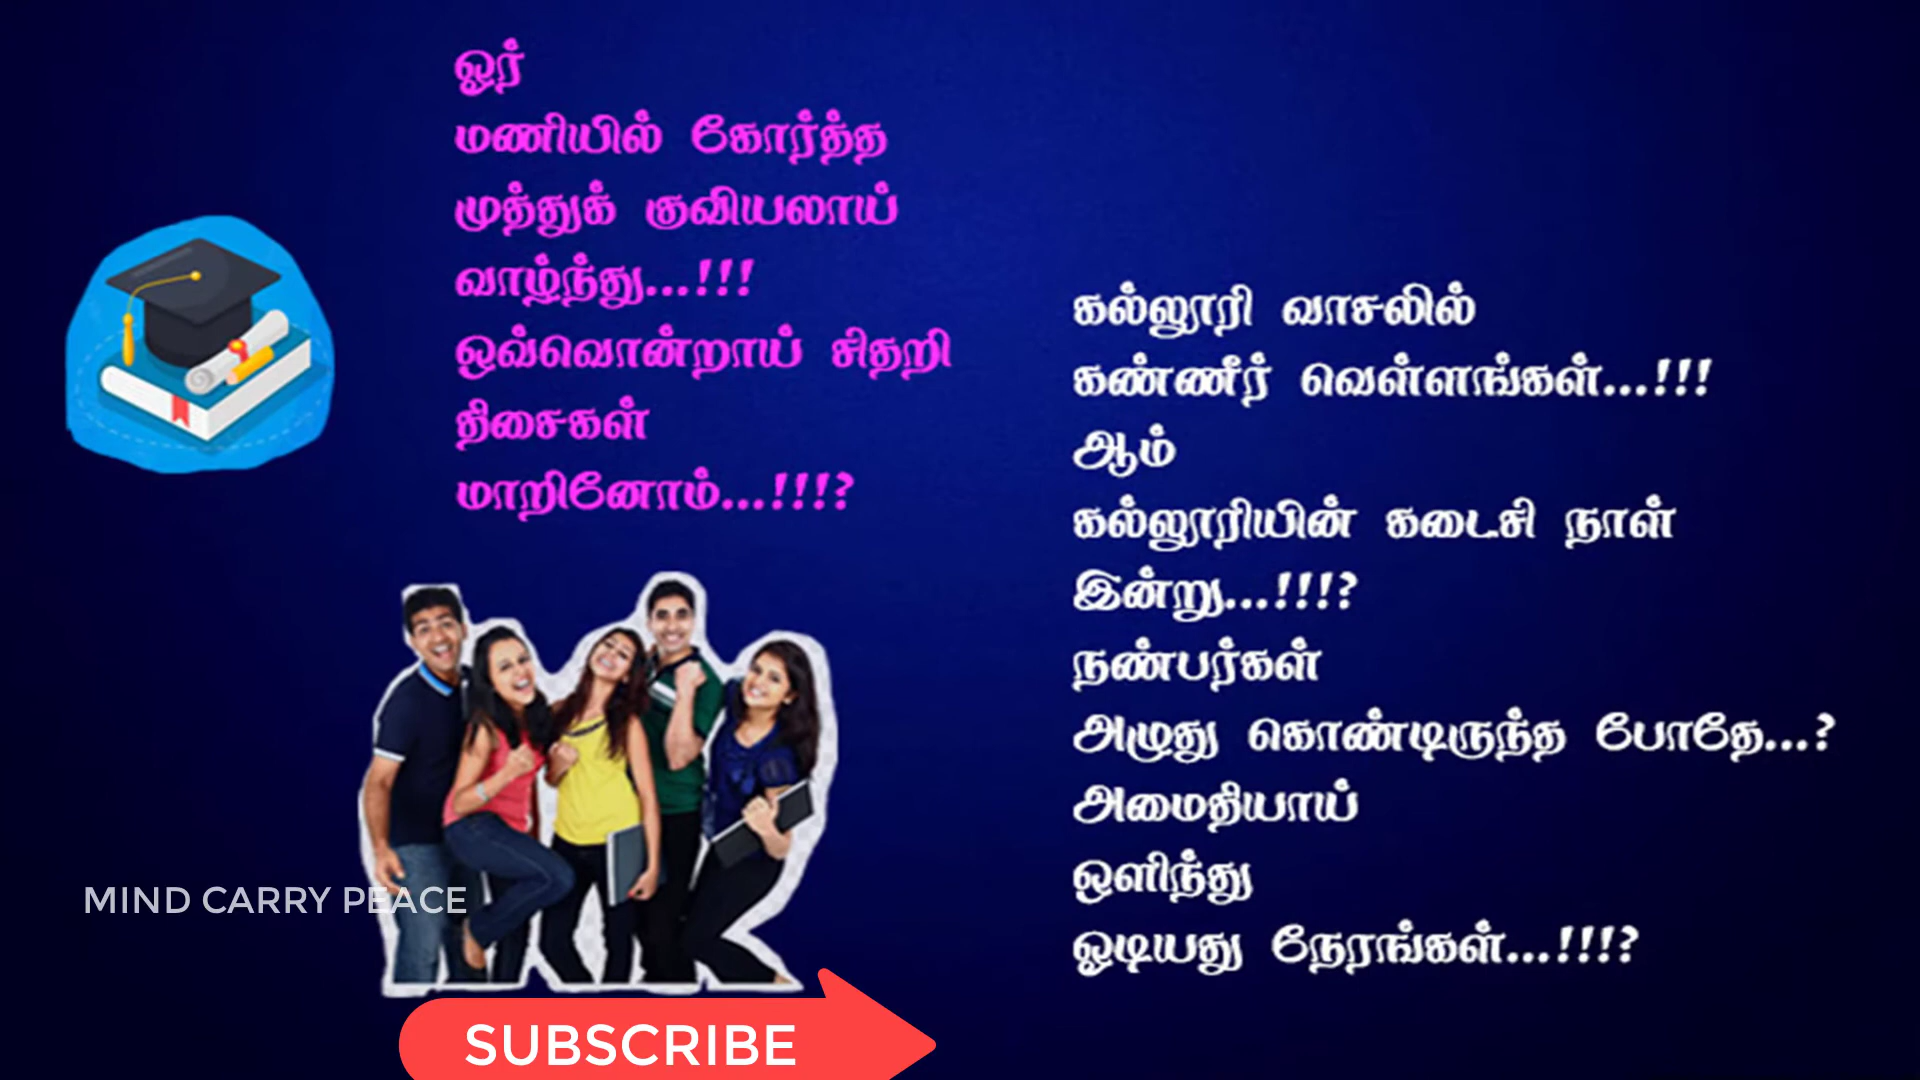 ஓர்
மணியில் கோர்த்த
முத்துக் குவியலாய்
வாழ்ந்து...!!!
ஒவ்வொன்றாய் சிதறி
திசைகள்
மாறினோம்...!!!?
கல்லூரி வாசலில்
கண்ணீர் வெள்ளங்கள்...!!!
ஆம்
கல்லூரியின் கடைசி நாள்
இன்று...!!!?
நண்பர்கள்
அழுது கொண்டிருந்த போதே...?
அமைதியாய்
ஒளிந்து
ஓடியது நேரங்கள்...!!!?
MIND CARRY PEACE
SUBSCRIBE